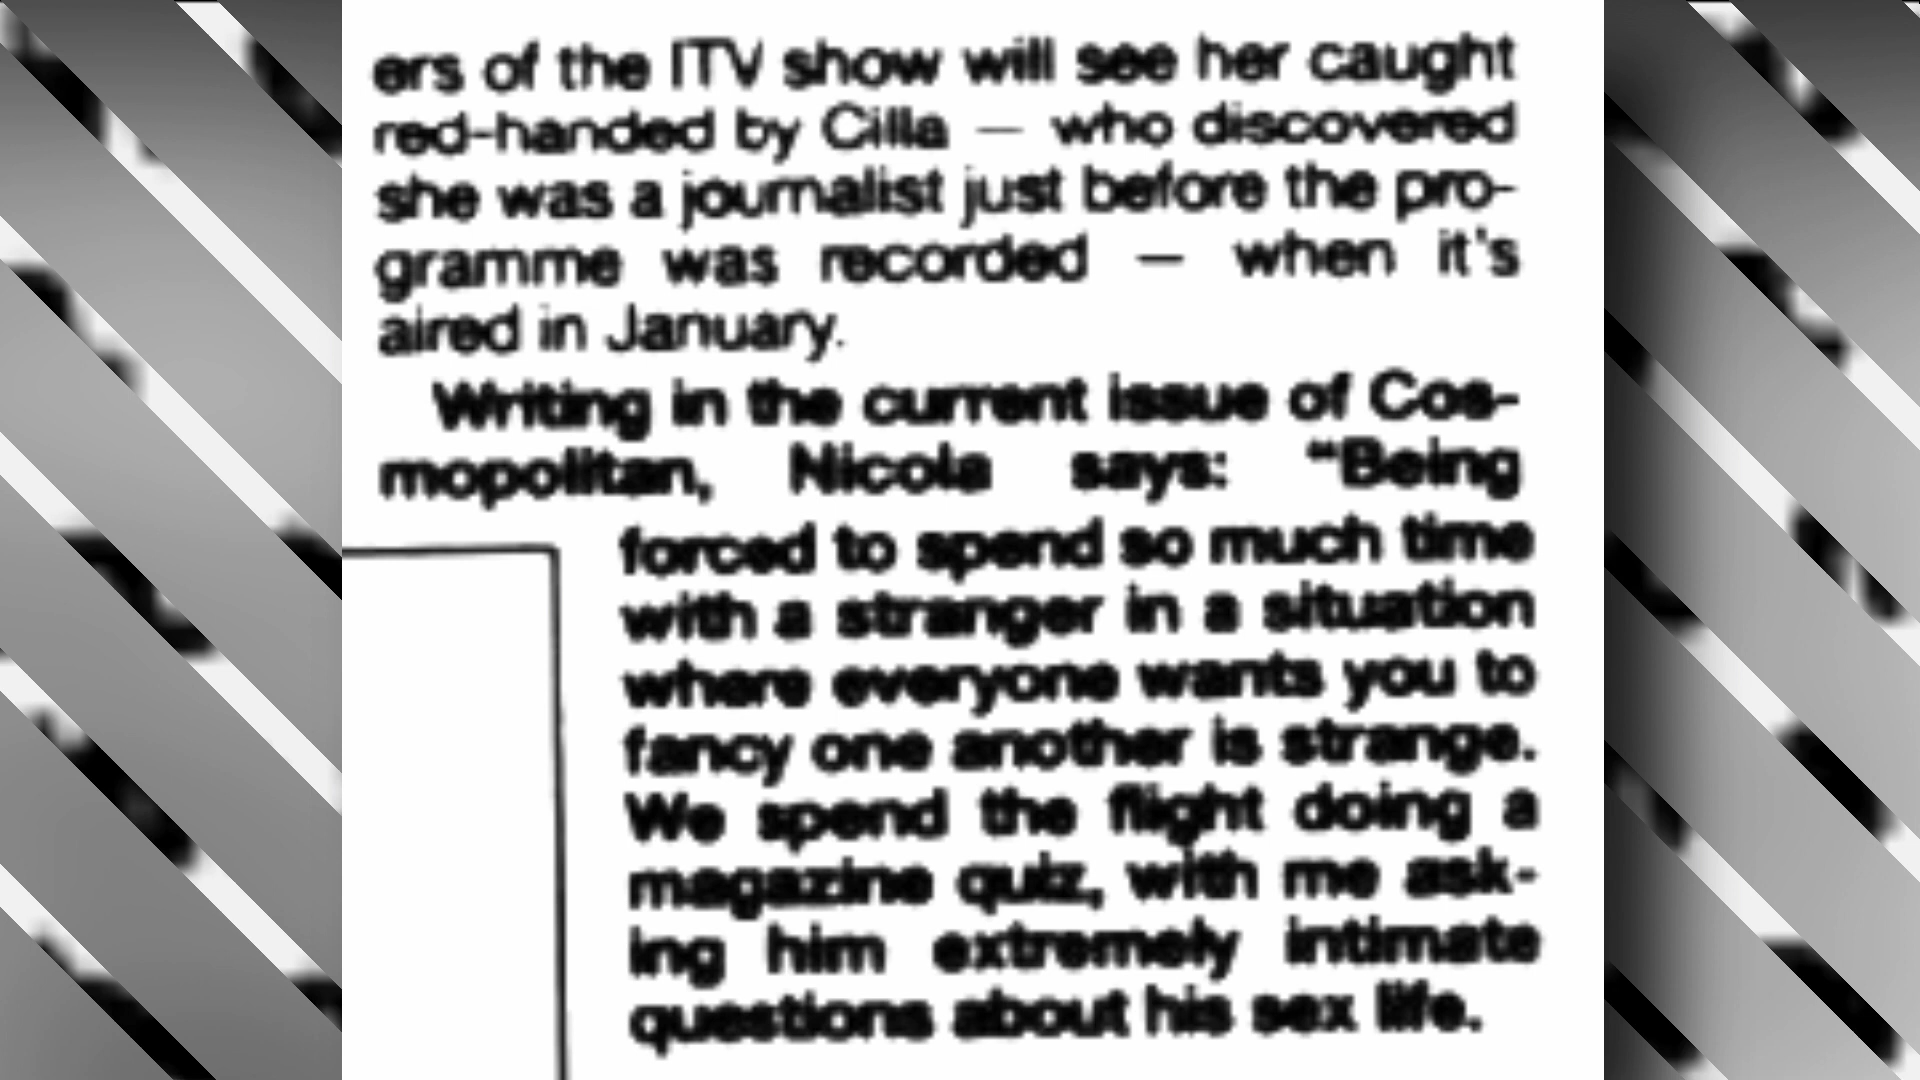 ers of the ITV show will see her caught
red-handed by Cilla — who discovered
she was a journalist just before the pro-
gramme was recorded — when it's
aired in January.
Writing in the current issue of Cos-
mopolitan, Nicola says: “Being
forced to spend so much time
with a stranger in a situation
where everyone wants you to
fancy one another is strange.
We spend the flight doing a
magazine quiz, with me ask-
ing him extremely intimate
questions about his sex life.